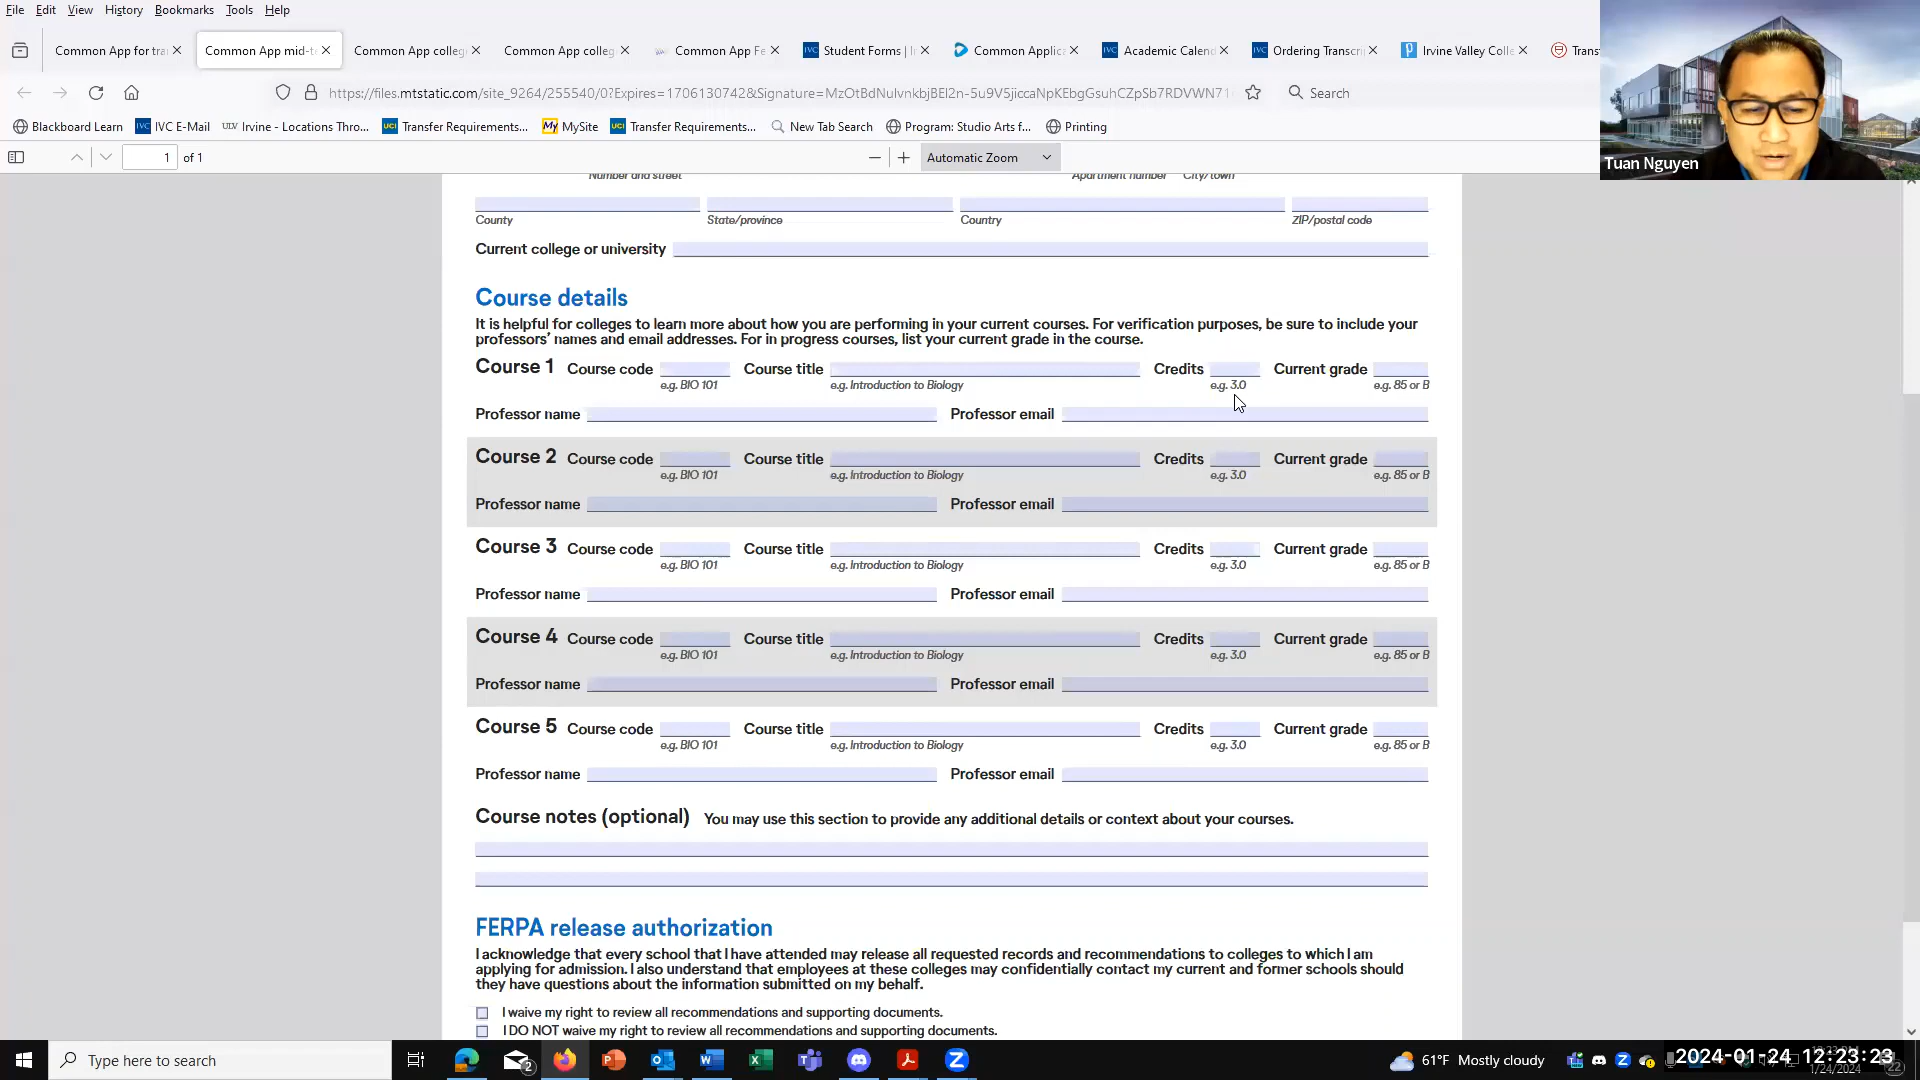 File Edit View History Bookmarks Tools Help
Common App for tra
Common App mid-t
Common App colleg
Common App colleg
Common App Fe
Student Forms | I
Common Applica
Academic Calend
Ordering Transcri
Irvine Valley Coll
Trans
https://files.mtstatic.com/site_9264/255540/0?Expires=1706130742&Signature=
Search
Blackboard Learn
IVC E-Mail
Irvine - Locations Thro...
Transfer Requirements...
MySite
Transfer Requirements...
New Tab Search
Program: Studio Arts f...
Printing
1 of 1
Automatic Zoom
Tuan Nguyen
Number and street Apartment number City/town
County State/province Country ZIP/postal code
Current college or university
Course details
It is helpful for colleges to learn more about how you are performing in your current courses. For verification purposes, be sure to include your
professors' names and email addresses. For in progress courses, list your current grade in the course.
Course 1 Course code Course title Credits Current grade
e.g. BIO 101 e.g. Introduction to Biology e.g. 3.0 e.g. 85 or B
Professor name Professor email
Course 2 Course code Course title Credits Current grade
e.g. BIO 101 e.g. Introduction to Biology e.g. 3.0 e.g. 85 or B
Professor name Professor email
Course 3 Course code Course title Credits Current grade
e.g. BIO 101 e.g. Introduction to Biology e.g. 3.0 e.g. 85 or B
Professor name Professor email
Course 4 Course code Course title Credits Current grade
e.g. BIO 101 e.g. Introduction to Biology e.g. 3.0 e.g. 85 or B
Professor name Professor email
Course 5 Course code Course title Credits Current grade
e.g. BIO 101 e.g. Introduction to Biology e.g. 3.0 e.g. 85 or B
Professor name Professor email
Course notes (optional) You may use this section to provide any additional details or context about your courses.
FERPA release authorization
I acknowledge that every school that I have attended may release all requested records and recommendations to colleges to which I am
applying for admission. I also understand that employees at these colleges may confidentially contact my current and former schools should
they have questions about the information submitted on my behalf.
I waive my right to review all recommendations and supporting documents.
I DO NOT waive my right to review all recommendations and supporting documents.
Type here to search
61°F Mostly cloudy
2024-01-24 12:23:23
1/24/2024